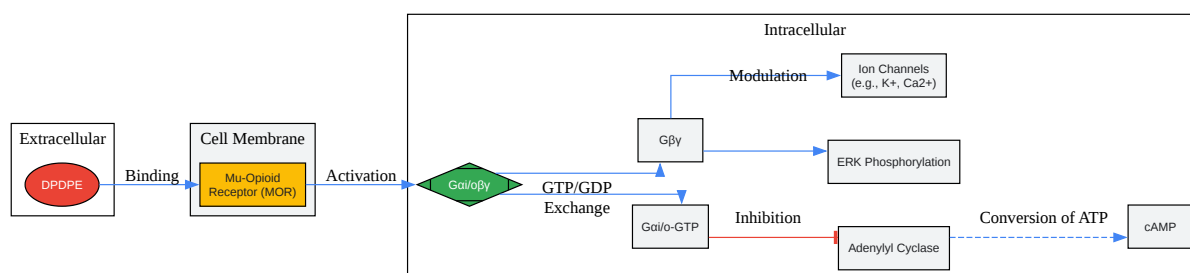 Intracellular
Modulation
Ion Channels
(e.g., K+, Ca2+)
Extracellular
Cell Membrane
Gβγ
ERK Phosphorylation
DPDPE
Binding
Mu-Opioid
Receptor (MOR)
Activation
Gαi/oβγ
GTP/GDP
Exchange
Gαi/o-GTP
Inhibition
Adenylyl Cyclase
Conversion of ATP
cAMP